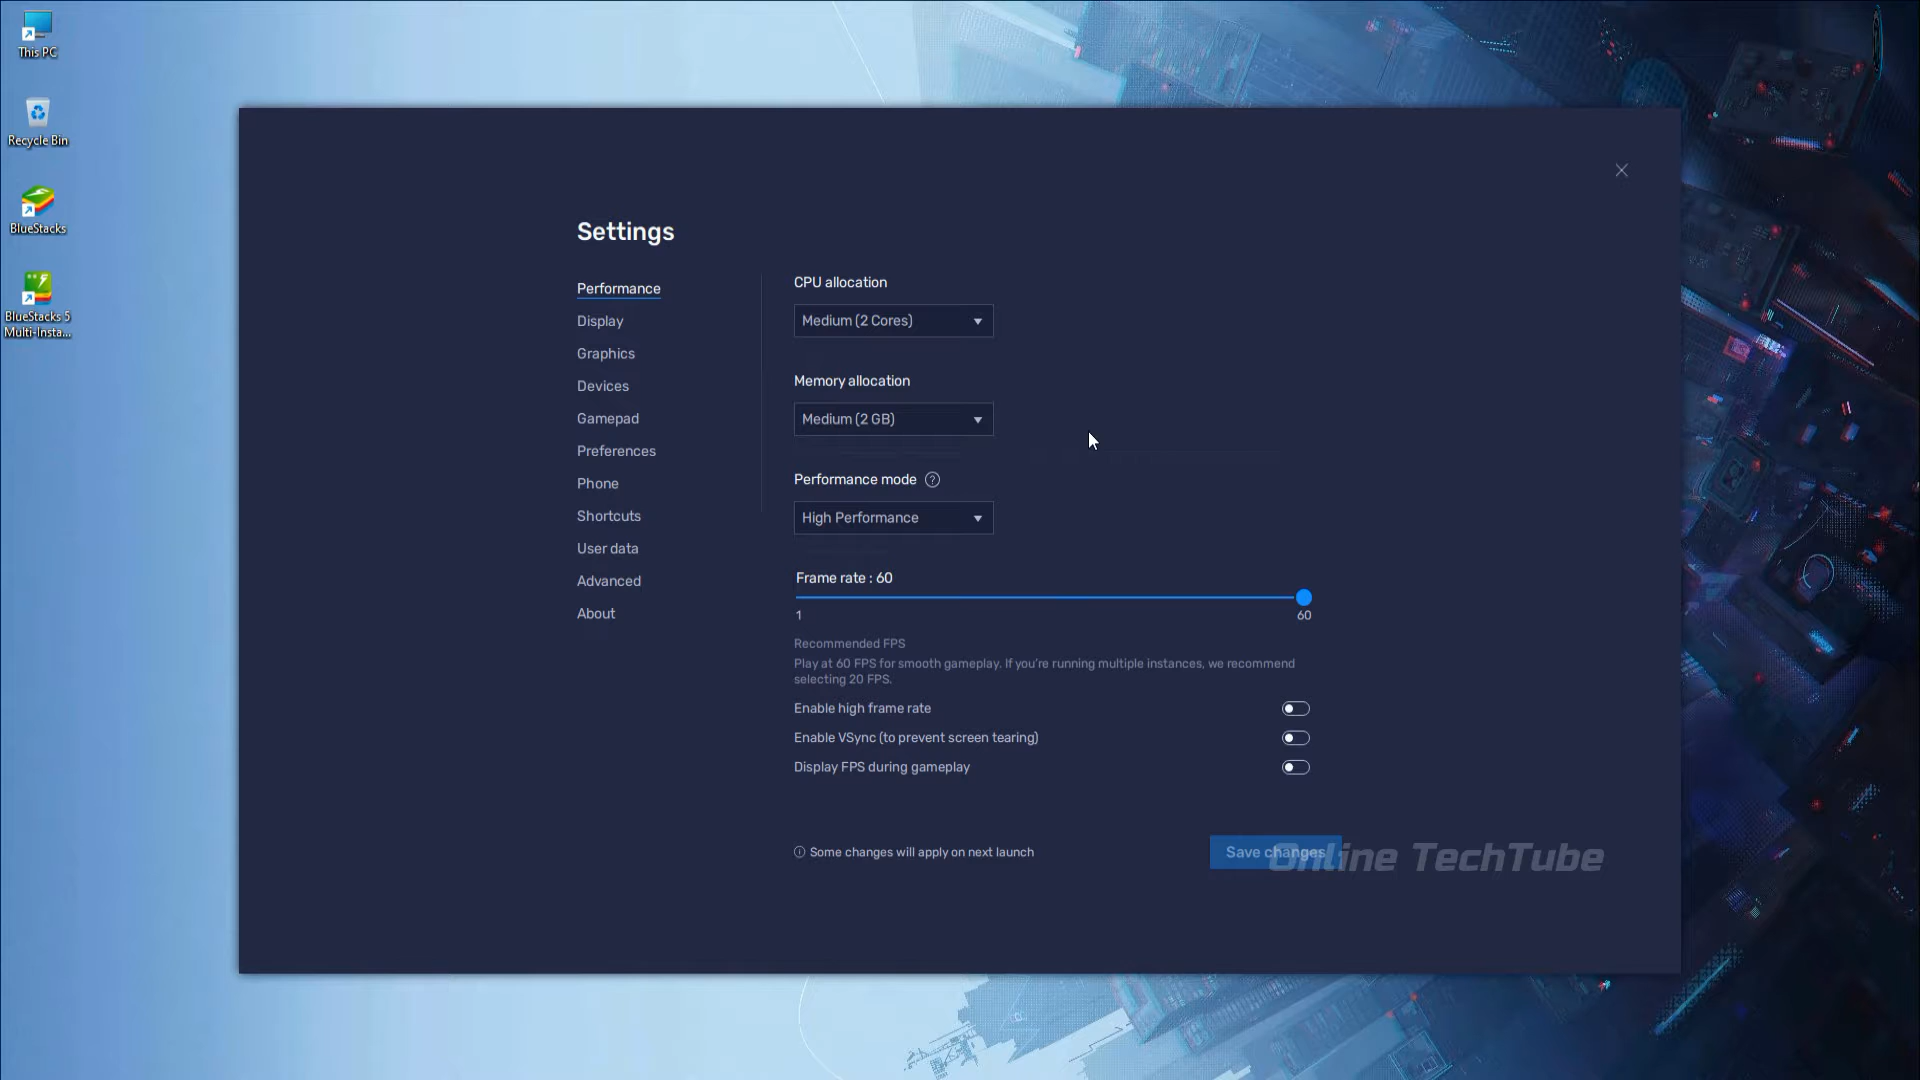 This PC
Recycle Bin
BlueStacks
BlueStacks 5
Multi-Insta...
Settings
Performance
Display
Graphics
Devices
Gamepad
Preferences
Phone
Shortcuts
User data
Advanced
About
CPU allocation
Medium (2 Cores)
Memory allocation
Medium (2 GB)
Performance mode ?
High Performance
Frame rate : 60
1
60
Recommended FPS
Play at 60 FPS for smooth gameplay. If you're running multiple instances, we recommend
selecting 20 FPS.
Enable high frame rate
Enable VSync (to prevent screen tearing)
Display FPS during gameplay
Some changes will apply on next launch
Save changes
Online TechTube